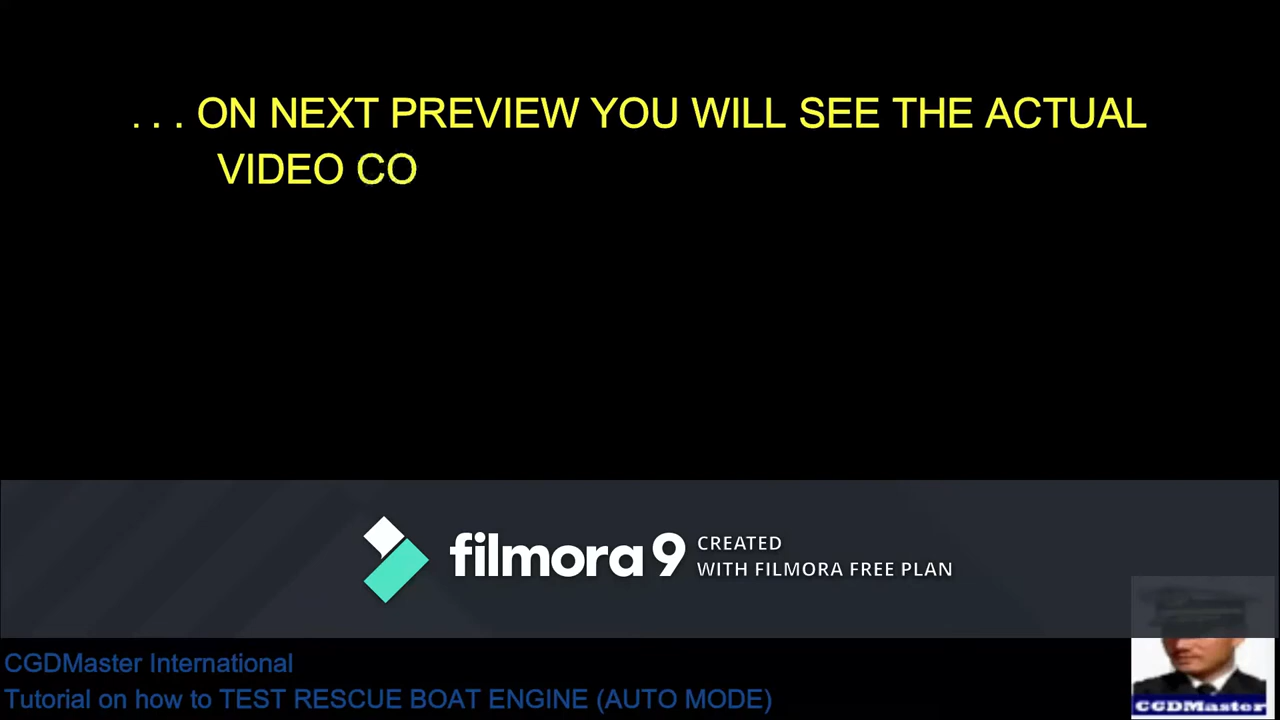 . . . ON NEXT PREVIEW YOU WILL SEE THE ACTUAL
VIDEO CO
filmora 9
CREATED
WITH FILMORA FREE PLAN
CGDMaster International
Tutorial on how to TEST RESCUE BOAT ENGINE (AUTO MODE)
CGDMaster